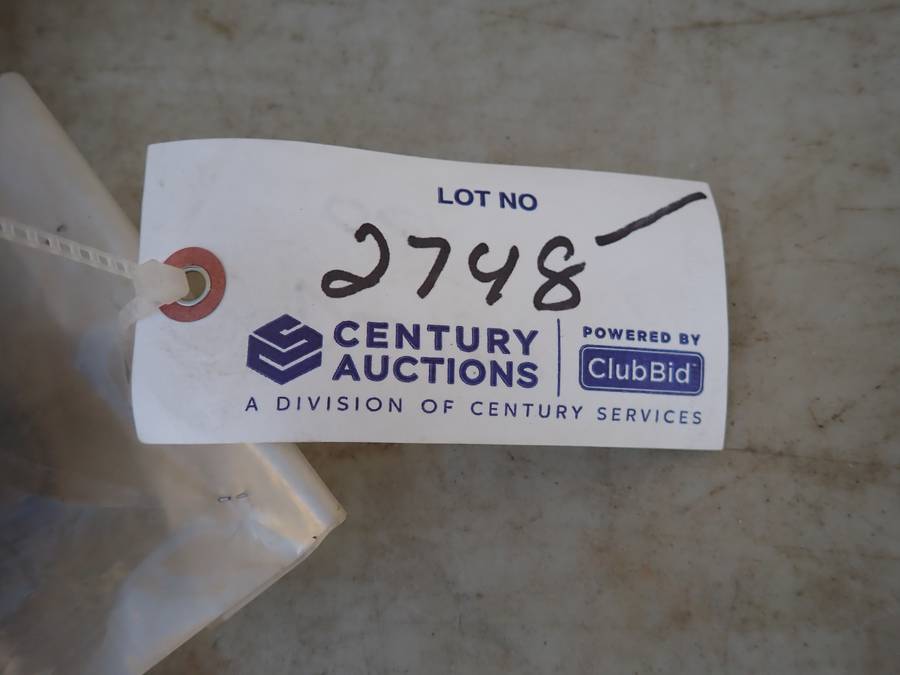 LOT NO
2748
CENTURY
AUCTIONS
A DIVISION OF CENTURY SERVICES
POWERED BY
ClubBid